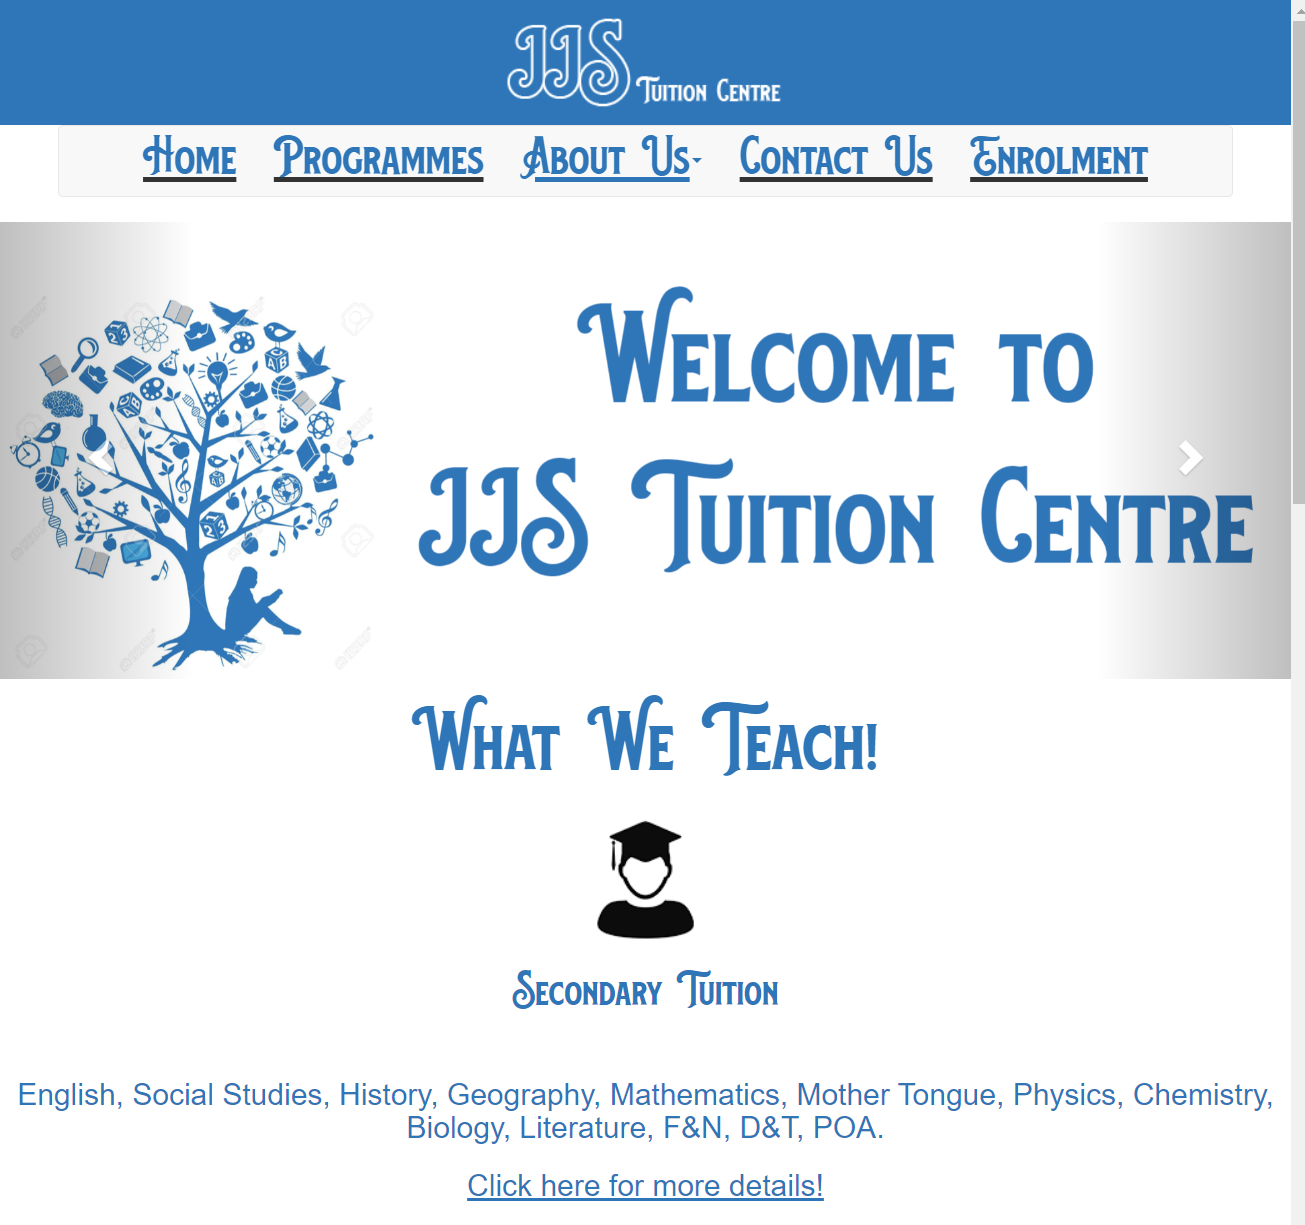 JJS Tuition Centre
Home Programmes About Us Contact Us Enrolment
Welcome to
JJS Tuition Centre
What We Teach!
Secondary Tuition
English, Social Studies, History, Geography, Mathematics, Mother Tongue, Physics, Chemistry,
Biology, Literature, F&N, D&T, POA.
Click here for more details!